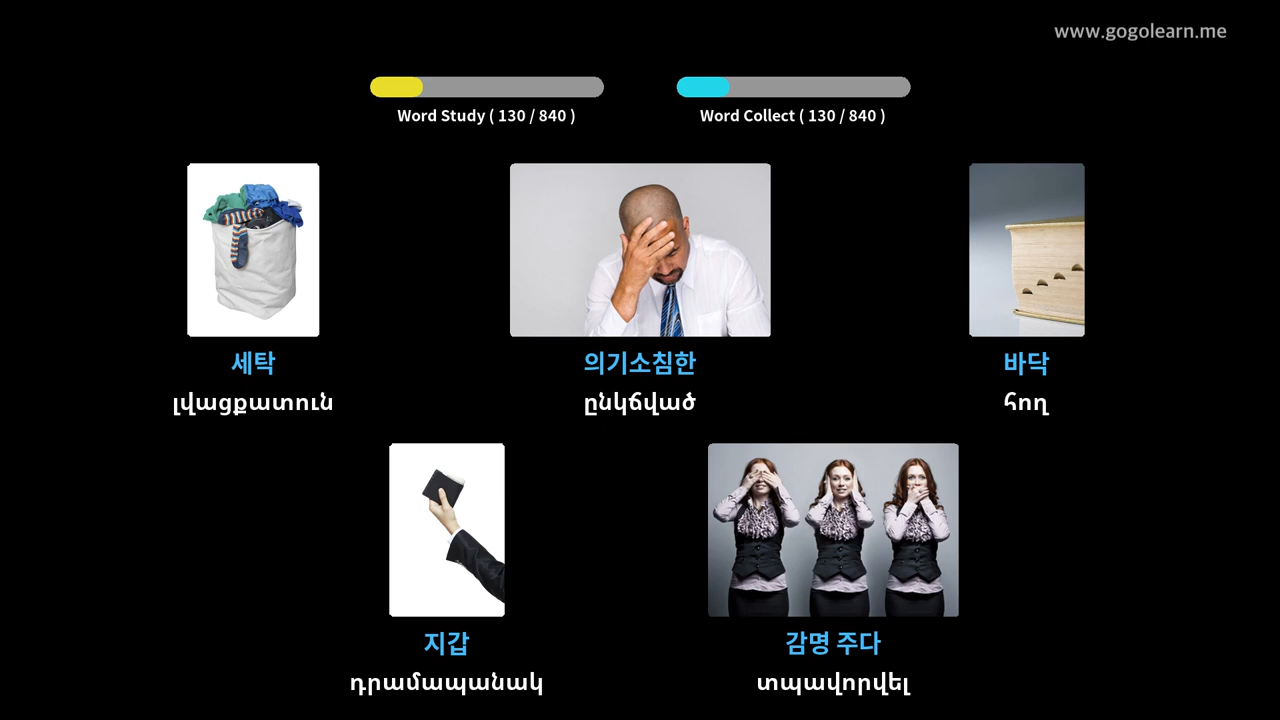 www.gogolearn.me
Word Study ( 130 / 840 )
Word Collect ( 130 / 840 )
세탁
լվացքատուն
의기소침한
ընկճված
바닥
հող
지갑
դրամապանակ
감명 주다
տպավորվել